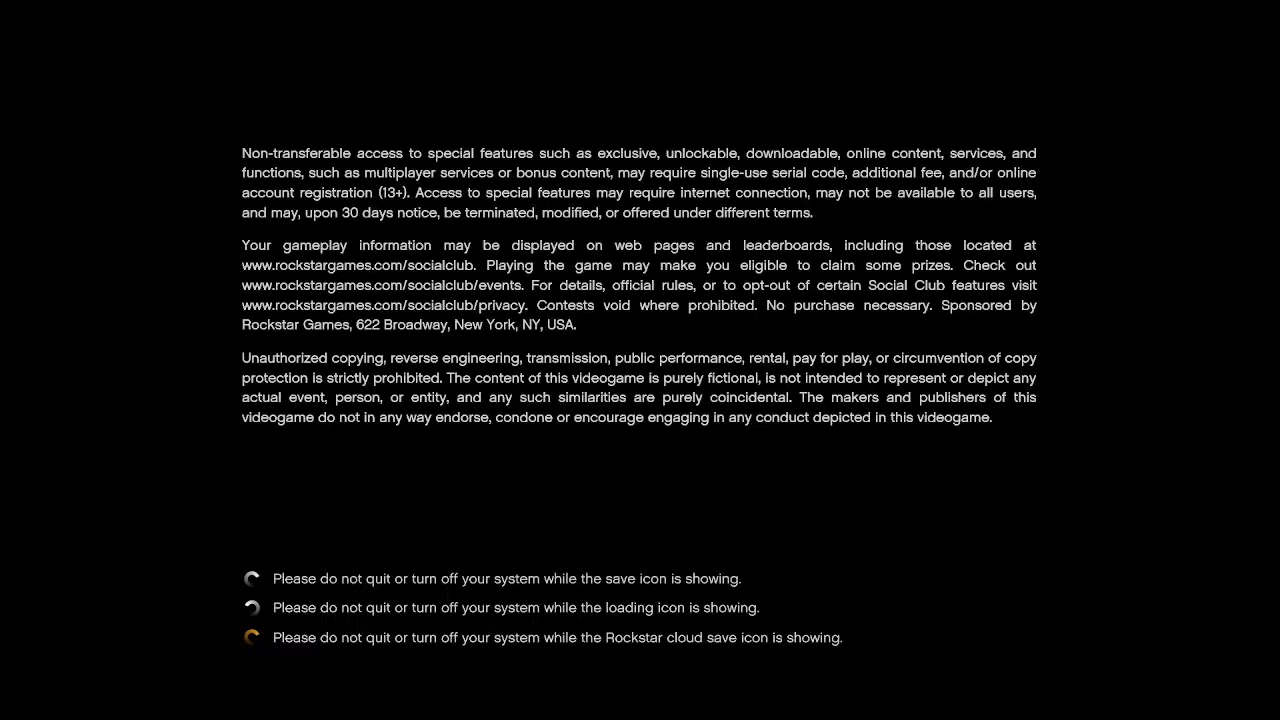 Non-transferable access to special features such as exclusive, unlockable, downloadable, online content, services, and
functions, such as multiplayer services or bonus content, may require single-use serial code, additional fee, and/or online
account registration (13+). Access to special features may require internet connection, may not be available to all users,
and may, upon 30 days notice, be terminated, modified, or offered under different terms.
Your gameplay information may be displayed on web pages and leaderboards, including those located at
www.rockstargames.com/socialclub. Playing the game may make you eligible to claim some prizes. Check out
www.rockstargames.com/socialclub/events. For details, official rules, or to opt-out of certain Social Club features visit
www.rockstargames.com/socialclub/privacy. Contests void where prohibited. No purchase necessary. Sponsored by
Rockstar Games, 622 Broadway, New York, NY, USA.
Unauthorized copying, reverse engineering, transmission, public performance, rental, pay for play, or circumvention of copy
protection is strictly prohibited. The content of this videogame is purely fictional, is not intended to represent or depict any
actual event, person, or entity, and any such similarities are purely coincidental. The makers and publishers of this
videogame do not in any way endorse, condone or encourage engaging in any conduct depicted in this videogame.
Please do not quit or turn off your system while the save icon is showing.
Please do not quit or turn off your system while the loading icon is showing.
Please do not quit or turn off your system while the Rockstar cloud save icon is showing.